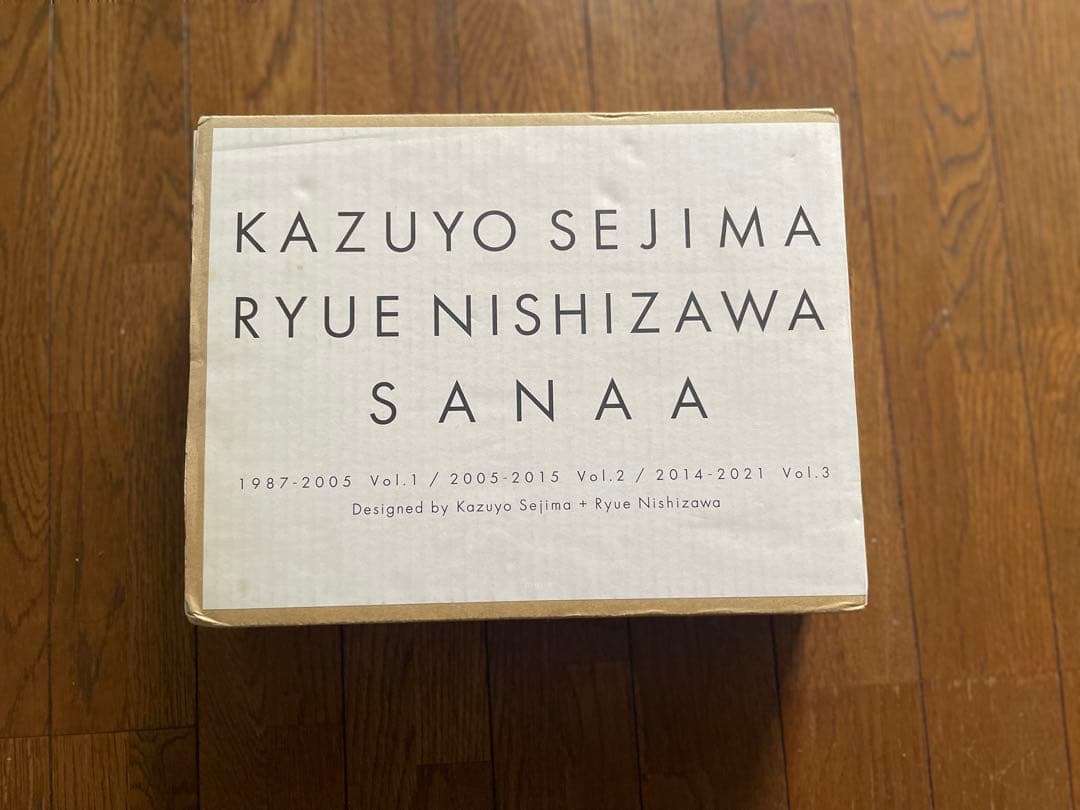 KAZUYO SEJIMA
RYUE NISHIZAWA
SANAA
1987-2005 Vol.1 / 2005-2015 Vol.2 / 2014-2021 Vol.3
Designed by Kazuyo Sejima + Ryue Nishizawa